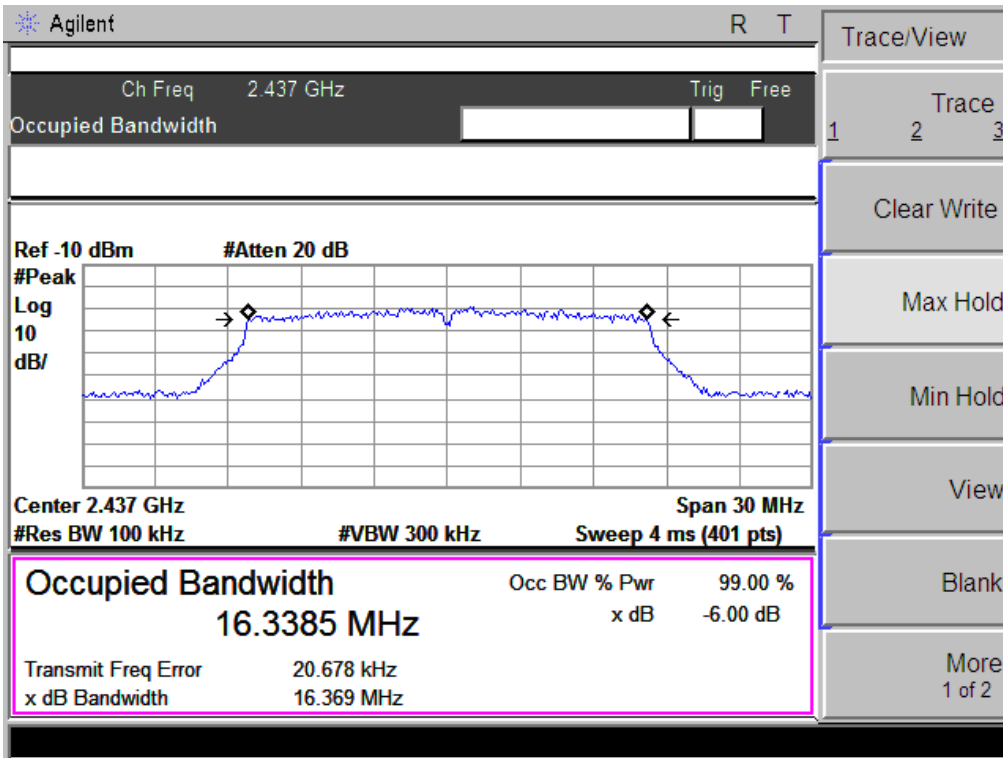 Agilent R T
Trace/View
Ch Freq 2.437 GHz Trig Free
Occupied Bandwidth
Trace
1 2 3
Clear Write
Max Hold
Min Hold
View
Blank
More
1 of 2
Ref -10 dBm #Atten 20 dB
#Peak
Log
10
dB/
Center 2.437 GHz Span 30 MHz
#Res BW 100 kHz #VBW 300 kHz Sweep 4 ms (401 pts)
Occupied Bandwidth Occ BW % Pwr 99.00 %
16.3385 MHz x dB -6.00 dB
Transmit Freq Error 20.678 kHz
x dB Bandwidth 16.369 MHz